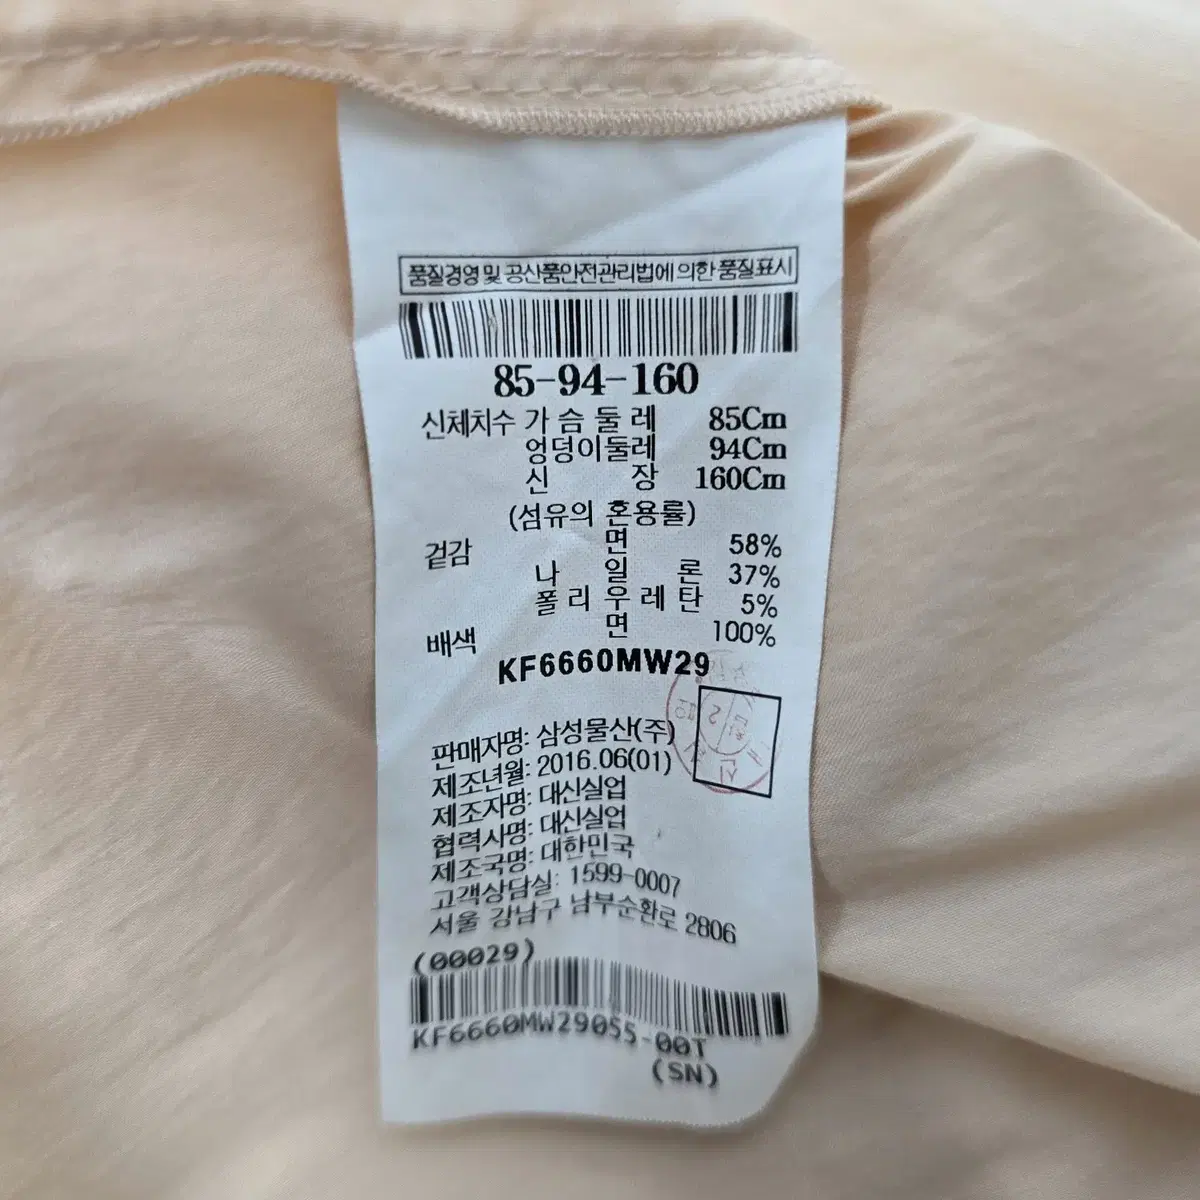 품질경영 및 공산품안전관리법에 의한 품질표시
85-94-160
신체치수 가슴둘레 85Cm
엉덩이둘레 94Cm
신장 160Cm
(섬유의 혼용률)
겉감 면 58%
나일론 37%
폴리우레탄 5%
배색 면 100%
KF6660MW29
판매자명: 삼성물산(주)
제조년월: 2016.06(01)
제조자명: 대신실업
협력사명: 대신실업
제조국명: 대한민국
고객상담실: 1599-0007
서울 강남구 남부순환로 2806
(00029)
KF6660MW29055-00T
(SN)